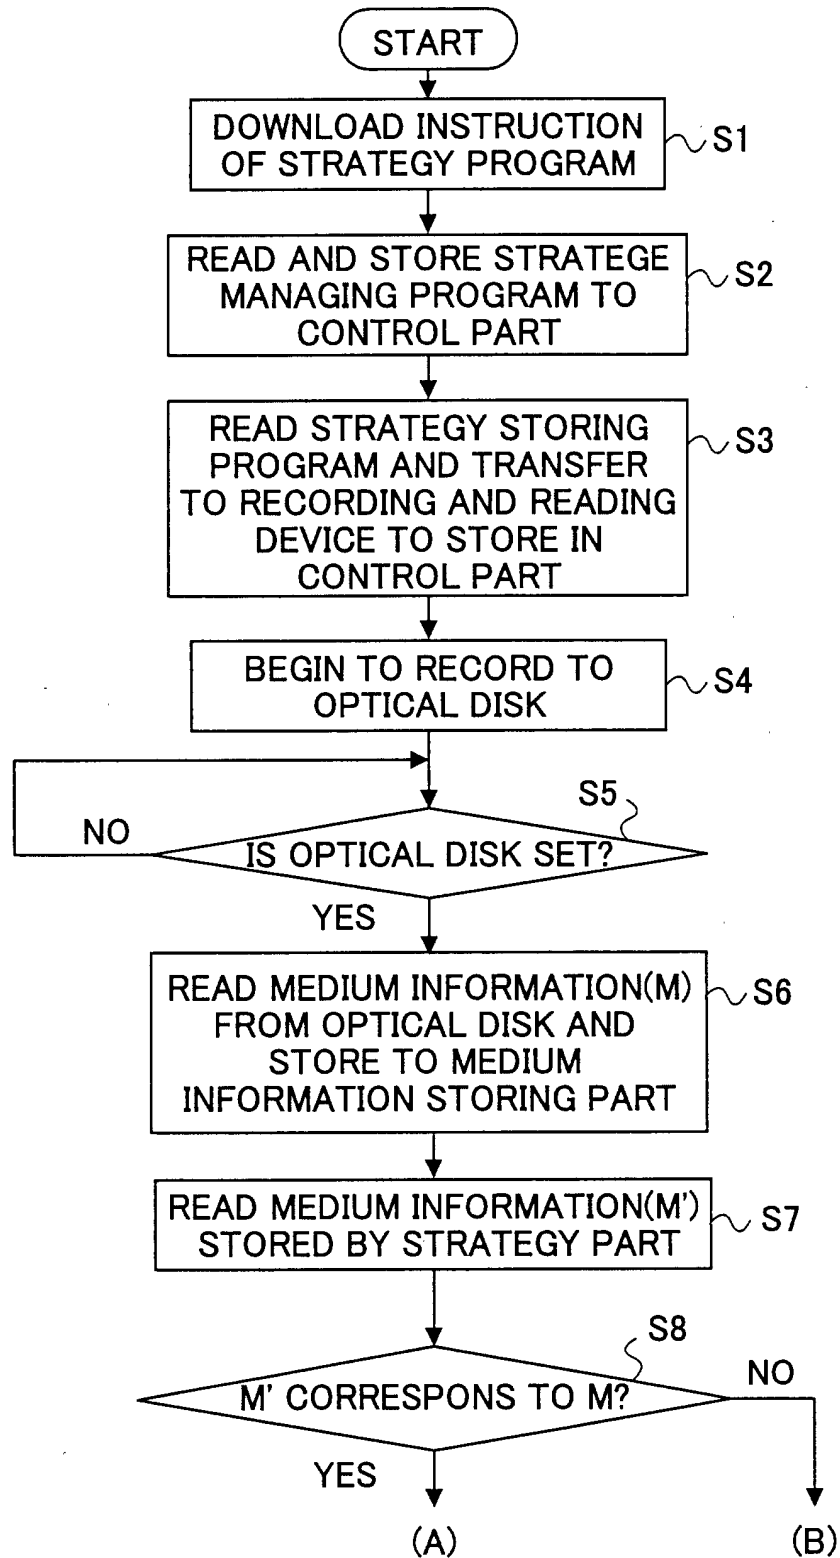 START
DOWNLOAD INSTRUCTION
OF STRATEGY PROGRAM
S1
READ AND STORE STRATEGE
MANAGING PROGRAM TO
CONTROL PART
S2
READ STRATEGY STORING
PROGRAM AND TRANSFER
TO RECORDING AND READING
DEVICE TO STORE IN
CONTROL PART
S3
BEGIN TO RECORD TO
OPTICAL DISK
S4
S5
NO
IS OPTICAL DISK SET?
YES
READ MEDIUM INFORMATION(M)
FROM OPTICAL DISK AND
STORE TO MEDIUM
INFORMATION STORING PART
S6
READ MEDIUM INFORMATION(M')
STORED BY STRATEGY PART
S7
S8
M' CORRESPONS TO M?
NO
YES
(A)
(B)